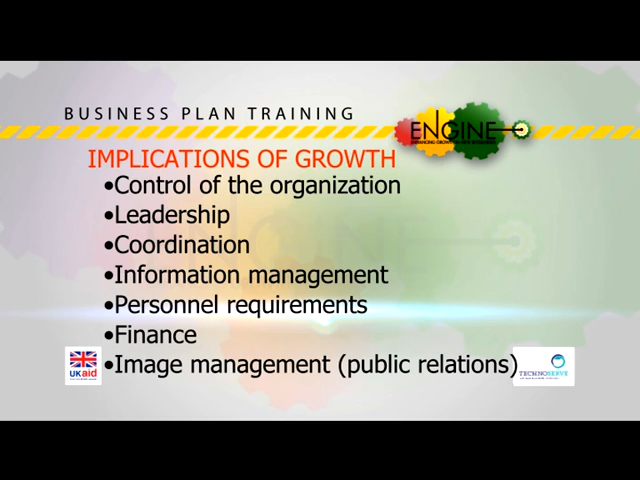 BUSINESS PLAN TRAINING
ENGINE
IMPLICATIONS OF GROWTH
•Control of the organization
•Leadership
•Coordination
•Information management
•Personnel requirements
•Finance
•Image management (public relations)
UKaid
TECHNOSERVE